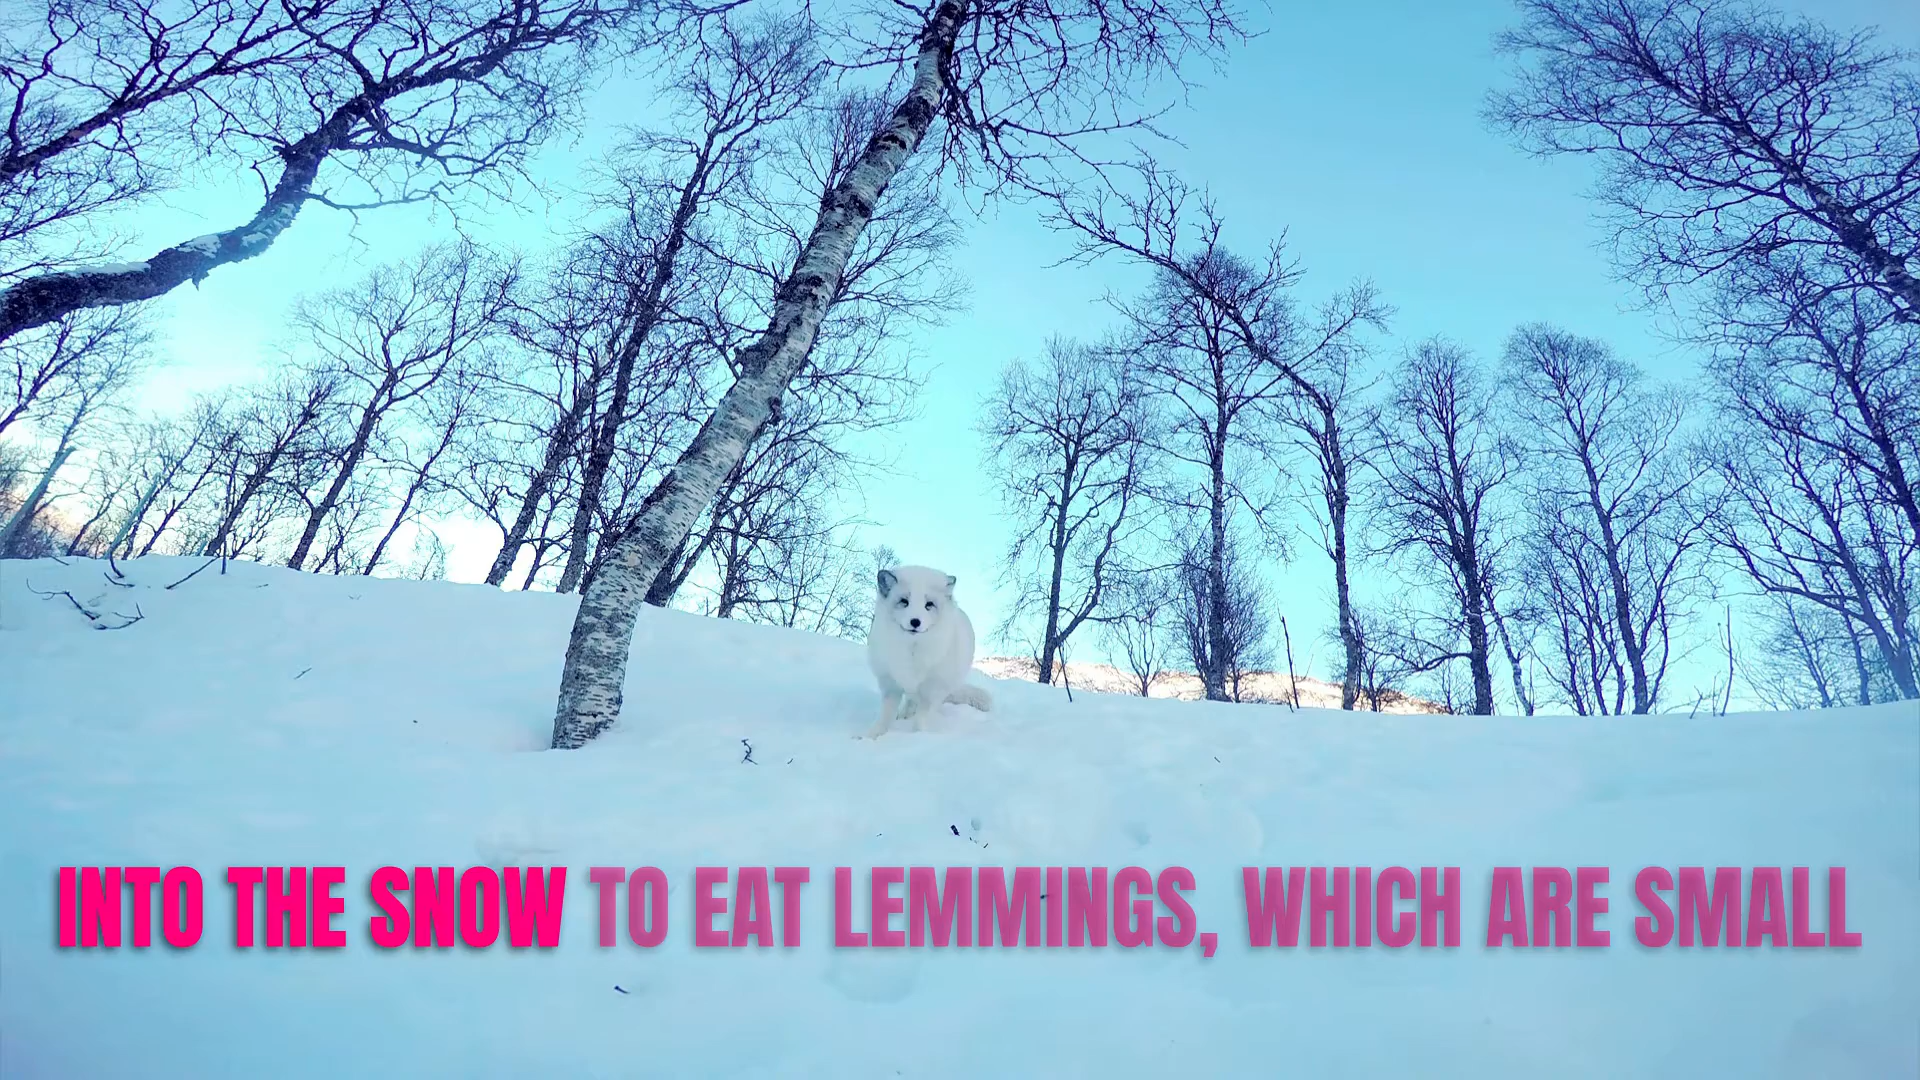 INTO THE SNOW TO EAT LEMMINGS, WHICH ARE SMALL